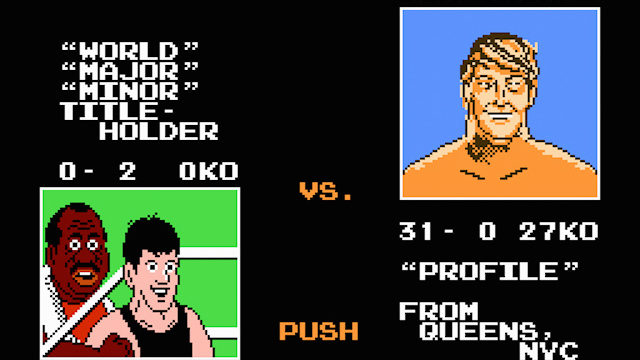 “WORLD”
“MAJOR”
“MINOR”
TITLE-
HOLDER
0- 2 0KO
VS.
31- 0 27KO
“PROFILE”
FROM
QUEENS,
NYC
PUSH